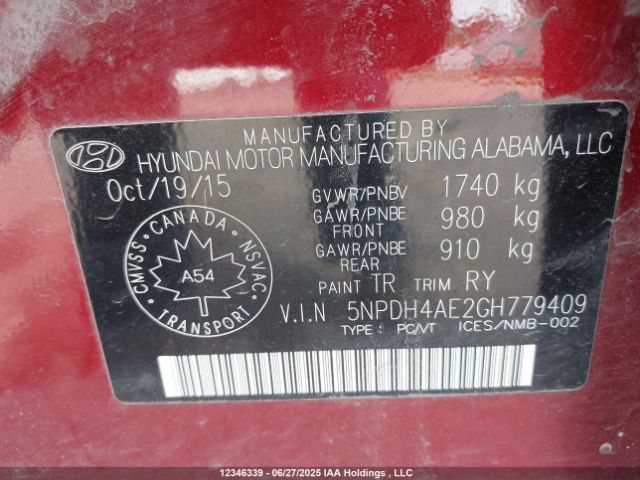 MANUFACTURED BY
HYUNDAI MOTOR MANUFACTURING ALABAMA, LLC
Oct/19/15
GVWR/PNBV 1740 kg
GAWR/PNBE FRONT 980 kg
GAWR/PNBE REAR 910 kg
PAINT TR TRIM RY
V.I.N 5NPDH4AE2GH779409
TYPE : PC/VT ICES/NMB-002
CANADA
CMVSS
NSVAC
A54
TRANSPORT
12346339 - 06/27/2025 IAA Holdings , LLC